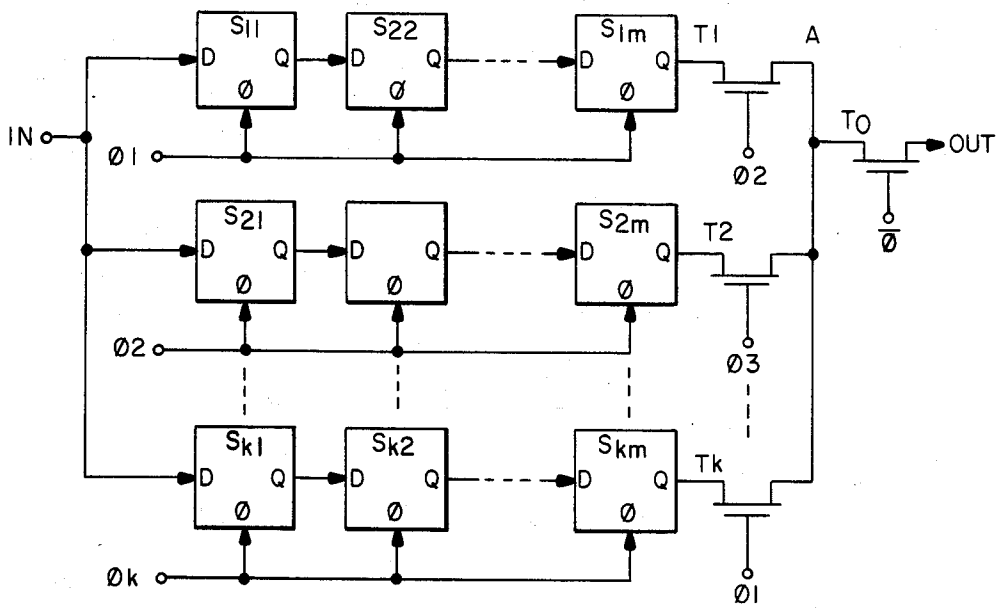 S11 S22 S1m T1 A
D Q D Q D Q
Ø Ø Ø
IN
Ø1
Ø2
TO OUT
S21 S2m T2
D Q D Q D Q
Ø Ø Ø
Ø̅
Ø2
Ø3
Sk1 Sk2 Skm Tk
D Q D Q D Q
Ø Ø Ø
Øk
Ø1